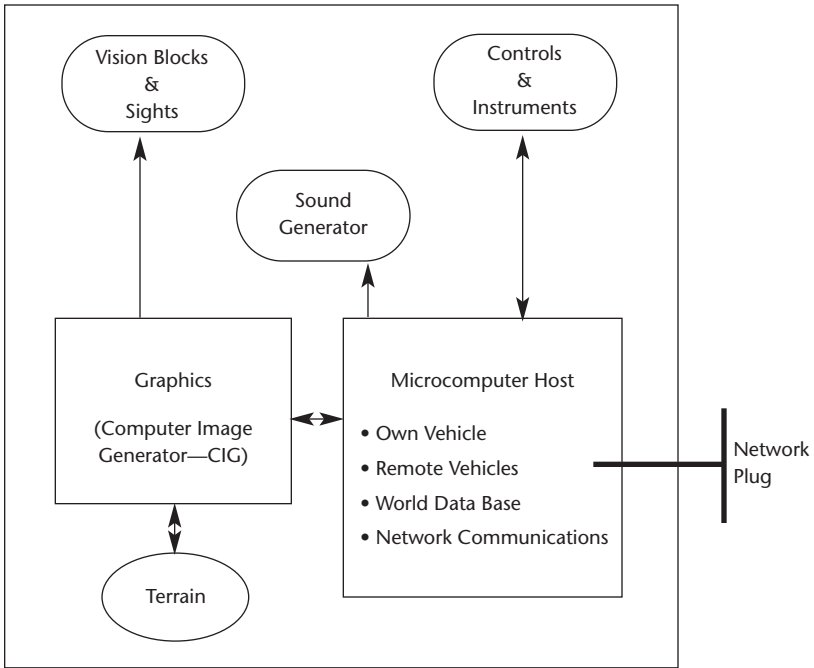 Vision Blocks
&
Sights
Controls
&
Instruments
Sound
Generator
Graphics
(Computer Image
Generator—CIG)
Microcomputer Host
• Own Vehicle
• Remote Vehicles
• World Data Base
• Network Communications
Network
Plug
Terrain